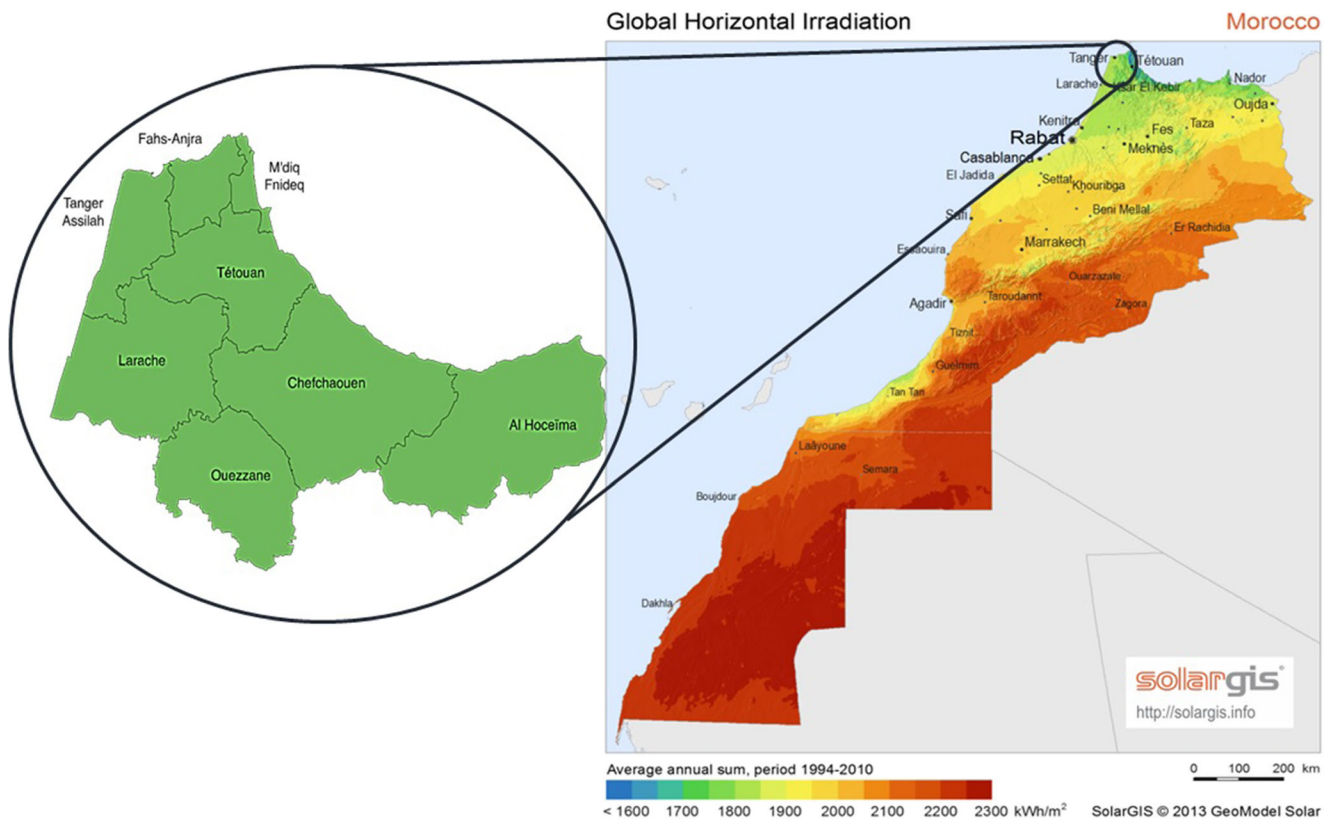 Global Horizontal Irradiation
Morocco
Fahs-Anjra
M'diq
Fnideq
Tanger
Assilah
Tétouan
Larache
Chefchaouen
Al Hoceïma
Ouezzane
Tanger
Tétouan
Larache
Ksar El Kebir
Nador
Oujda
Kenitra
Rabat
Fes
Taza
Meknès
Casablanca
El Jadida
Settat
Khouribga
Safi
Beni Mellal
Er Rachidia
Essaouira
Marrakech
Ouarzazate
Agadir
Taroudannt
Zagora
Tiznit
Guelmim
Tan Tan
Laâyoune
Semara
Boujdour
Dakhla
solargis
http://solargis.info
Average annual sum, period 1994-2010
0 100 200 km
< 1600 1700 1800 1900 2000 2100 2200 2300 kWh/m²
SolarGIS © 2013 GeoModel Solar